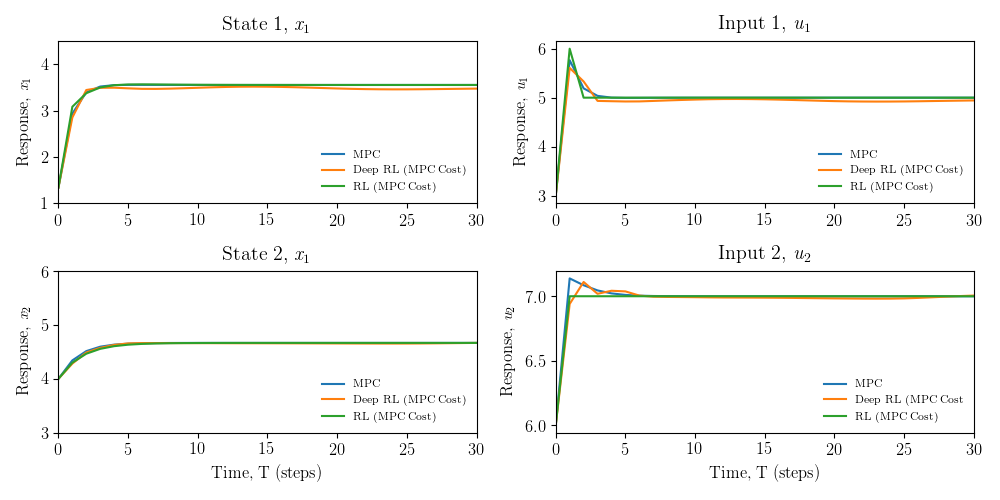 State 1, x₁
Response, x₁
4
3
2
1
0 5 10 15 20 25 30
MPC
Deep RL (MPC Cost)
RL (MPC Cost)
Input 1, u₁
Response, u₁
6
5
4
3
0 5 10 15 20 25 30
MPC
Deep RL (MPC Cost)
RL (MPC Cost)
State 2, x₁
Response, x₂
6
5
4
3
0 5 10 15 20 25 30
MPC
Deep RL (MPC Cost)
RL (MPC Cost)
Time, T (steps)
Input 2, u₂
Response, u₂
7.0
6.5
6.0
0 5 10 15 20 25 30
MPC
Deep RL (MPC Cost
RL (MPC Cost)
Time, T (steps)